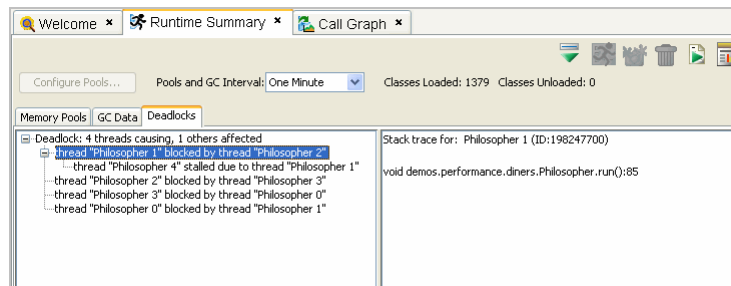 Welcome × Runtime Summary × Call Graph ×
Configure Pools... Pools and GC Interval: One Minute Classes Loaded: 1379 Classes Unloaded: 0
Memory Pools GC Data Deadlocks
Deadlock: 4 threads causing, 1 others affected
thread "Philosopher 1" blocked by thread "Philosopher 2"
thread "Philosopher 4" stalled due to thread "Philosopher 1"
thread "Philosopher 2" blocked by thread "Philosopher 3"
thread "Philosopher 3" blocked by thread "Philosopher 0"
thread "Philosopher 0" blocked by thread "Philosopher 1"
Stack trace for: Philosopher 1 (ID:198247700)
void demos.performance.diners.Philosopher.run():85